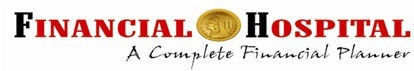 FINANCIAL HOSPITAL
A Complete Financial Planner